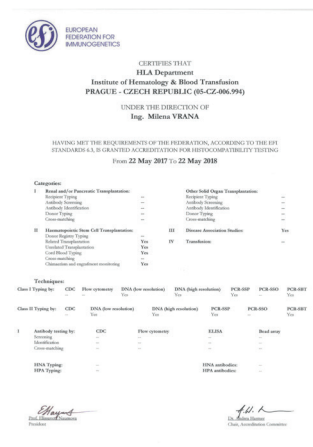 efi
EUROPEAN
FEDERATION FOR
IMMUNOGENETICS
CERTIFIES THAT
HLA Department
Institute of Hematology & Blood Transfusion
PRAGUE - CZECH REPUBLIC (05-CZ-006.994)
UNDER THE DIRECTION OF
Ing. Milena VRANA
HAVING MET THE REQUIREMENTS OF THE FEDERATION, ACCORDING TO THE EFI
STANDARDS 6.3, IS GRANTED ACCREDITATION FOR HISTOCOMPATIBILITY TESTING
From 22 May 2017 To 22 May 2018
Categories:
I Renal and/or Pancreatic Transplantation:
Recipient Typing --
Antibody Screening --
Antibody Identification --
Donor Typing --
Cross-matching --
Other Solid Organ Transplantation:
Recipient Typing --
Antibody Screening --
Antibody Identification --
Donor Typing --
Cross-matching --
II Haematopoietic Stem Cell Transplantation:
Donor Registry Typing --
Related Transplantation Yes
Unrelated Transplantation Yes
Cord Blood Typing Yes
Cross-matching --
Chimaerism and engraftment monitoring Yes
III Disease Association Studies: Yes
IV Transfusion --
Techniques:
Class I Typing by: CDC Flow cytometry DNA (low resolution) DNA (high resolution) PCR-SSP PCR-SSO PCR-SBT
-- -- Yes Yes Yes -- Yes
Class II Typing by: CDC DNA (low resolution) DNA (high resolution) PCR-SSP PCR-SSO PCR-SBT
-- Yes Yes Yes -- Yes
I Antibody testing by: CDC Flow cytometry ELISA Bead array
Screening -- -- -- --
Identification -- -- -- --
Cross-matching -- -- --
HNA Typing: -- HNA antibodies: --
HPA Typing: -- HPA antibodies: --
Prof.
President
Dr. Hauser
Chair, Accreditation Committee